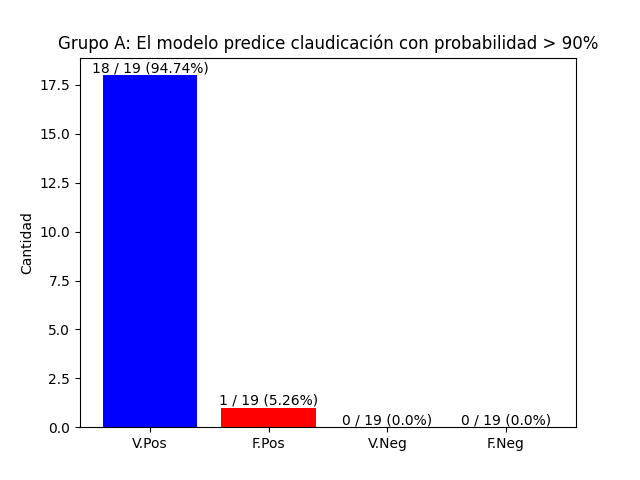 Grupo A: El modelo predice claudicación con probabilidad > 90%
18 / 19 (94.74%)
17.5
15.0
12.5
10.0
7.5
5.0
2.5
0.0
Cantidad
1 / 19 (5.26%)
0 / 19 (0.0%)
0 / 19 (0.0%)
V.Pos
F.Pos
V.Neg
F.Neg